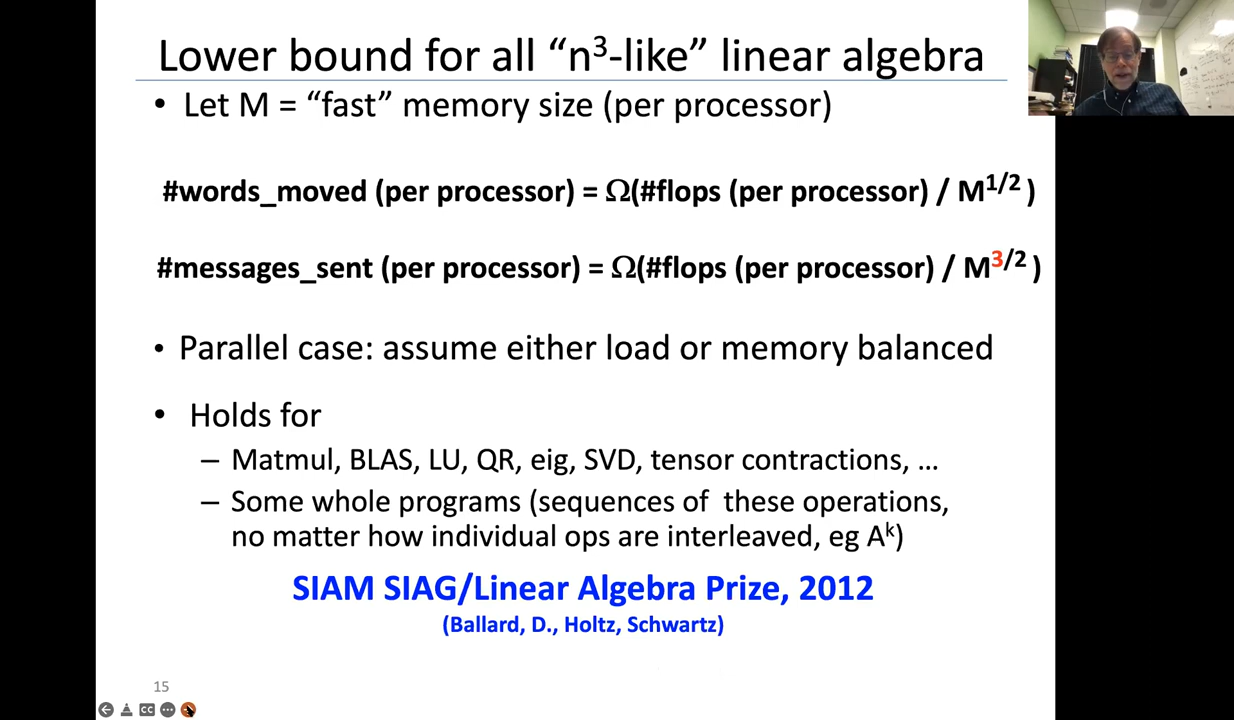 Lower bound for all “n³-like” linear algebra
• Let M = “fast” memory size (per processor)
#words_moved (per processor) = Ω(#flops (per processor) / M^1/2 )
#messages_sent (per processor) = Ω(#flops (per processor) / M^3/2 )
• Parallel case: assume either load or memory balanced
• Holds for
– Matmul, BLAS, LU, QR, eig, SVD, tensor contractions, …
– Some whole programs (sequences of these operations,
no matter how individual ops are interleaved, eg A^k)
SIAM SIAG/Linear Algebra Prize, 2012
(Ballard, D., Holtz, Schwartz)
15
CC